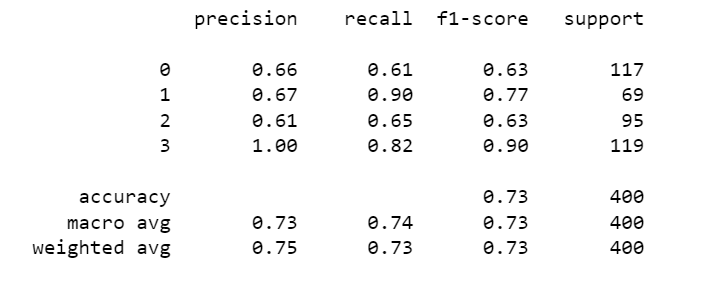 precision recall f1-score support
0 0.66 0.61 0.63 117
1 0.67 0.90 0.77 69
2 0.61 0.65 0.63 95
3 1.00 0.82 0.90 119
accuracy 0.73 400
macro avg 0.73 0.74 0.73 400
weighted avg 0.75 0.73 0.73 400